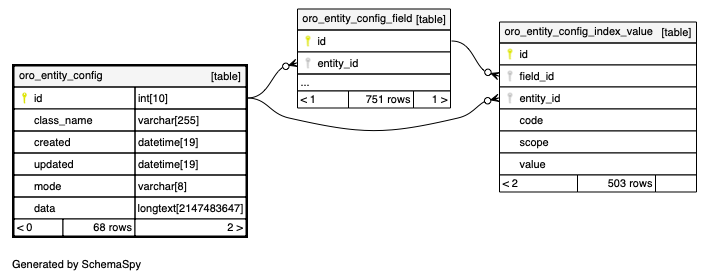 oro_entity_config [table]
id int[10]
class_name varchar[255]
created datetime[19]
updated datetime[19]
mode varchar[8]
data longtext[2147483647]
< 0 68 rows 2 >
oro_entity_config_field [table]
id
entity_id
...
< 1 751 rows 1 >
oro_entity_config_index_value [table]
id
field_id
entity_id
code
scope
value
< 2 503 rows
Generated by SchemaSpy